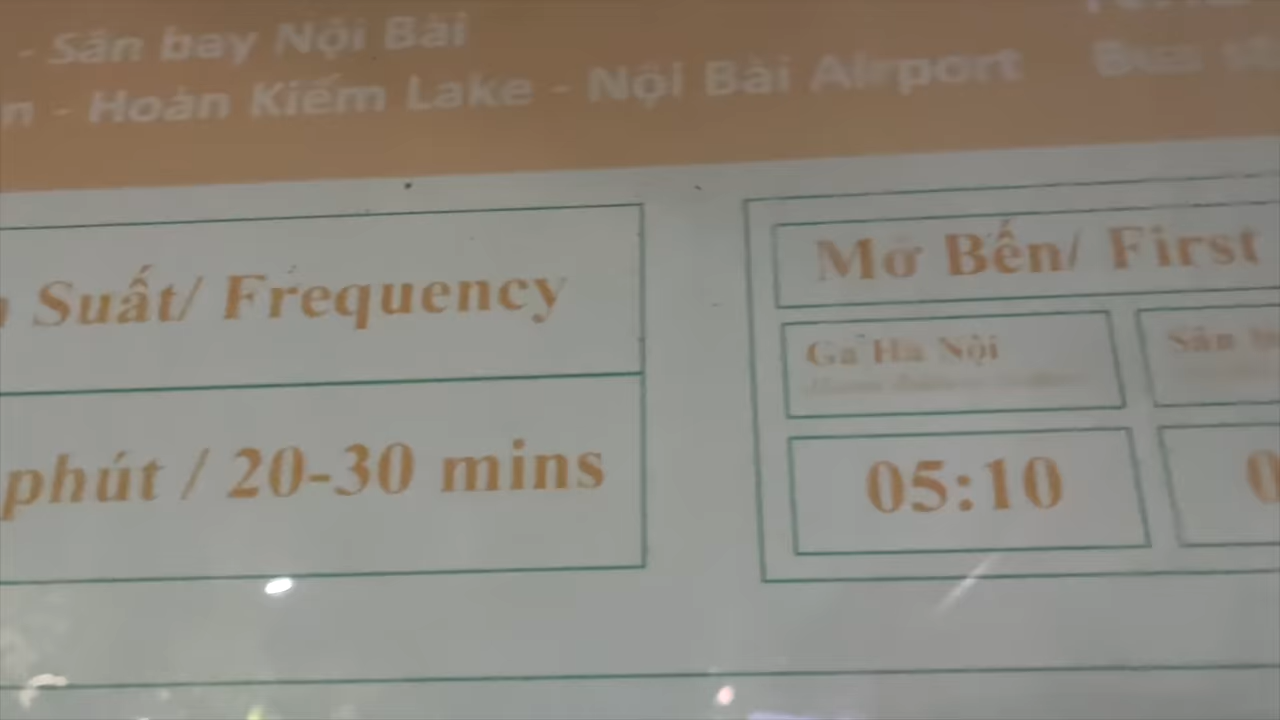 - Sân bay Nội Bài
- Hoàn Kiếm Lake - Nội Bài Airport
Suất/ Frequency
Mở Bến/ First
Ga Hà Nội
Sân
phút / 20-30 mins
05:10